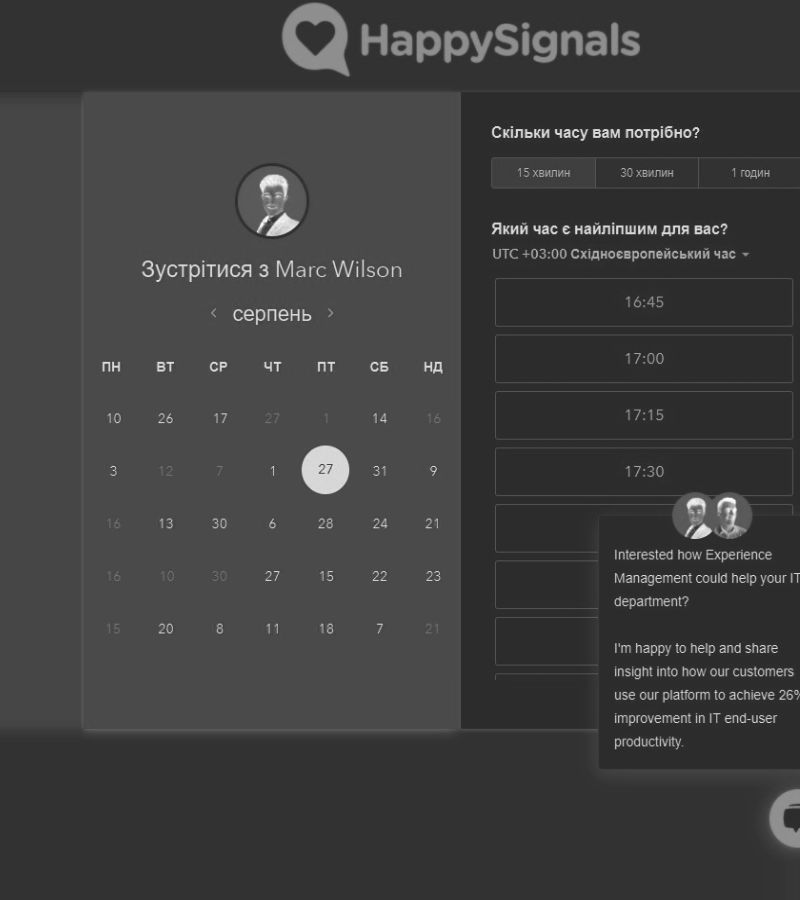 HappySignals
Зустрітися з Marc Wilson
серпень
ПН ВТ СР ЧТ ПТ СБ НД
10 26 17 27 1 14 16
3 12 7 1 27 31 9
16 13 30 6 28 24 21
16 10 30 27 15 22 23
15 20 8 11 18 7 21
Скільки часу вам потрібно?
15 хвилин 30 хвилин 1 годин
Який час є найліпшим для вас?
UTC +03:00 Східноєвропейський час
16:45
17:00
17:15
17:30
Interested how Experience
Management could help your IT
department?
I'm happy to help and share
insight into how our customers
use our platform to achieve 26%
improvement in IT end-user
productivity.